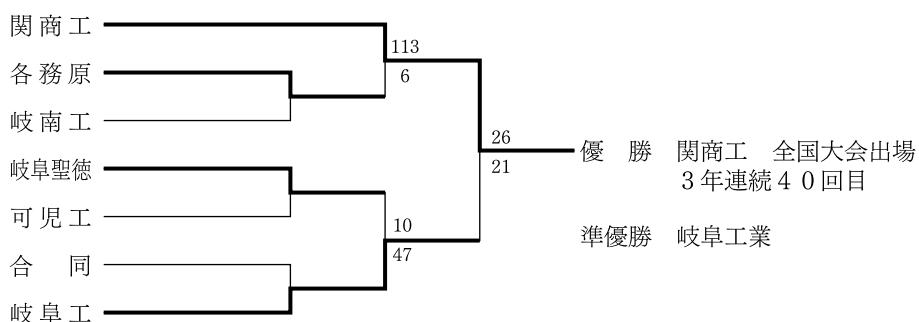 関商工
各務原
岐南工
岐阜聖徳
可児工
合　同
岐阜工
113
6
10
47
26
21
優　勝　関商工　全国大会出場
３年連続４０回目
準優勝　岐阜工業